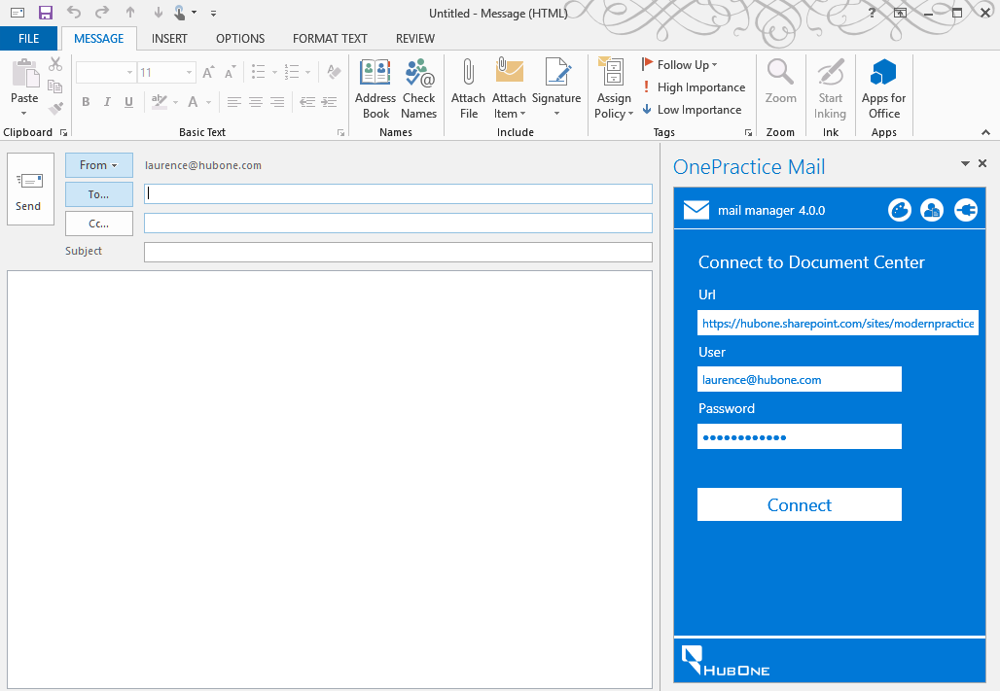 Untitled - Message (HTML)
?
FILE MESSAGE INSERT OPTIONS FORMAT TEXT REVIEW
Paste
11
B I U ab A
Address Book
Check Names
Attach File
Attach Item
Signature
Assign Policy
Follow Up
! High Importance
Low Importance
Zoom
Start Inking
Apps for Office
Clipboard Basic Text Names Include Tags Zoom Ink Apps
Send
From laurence@hubone.com
To...
Cc...
Subject
OnePractice Mail
mail manager 4.0.0
Connect to Document Center
Url
https://hubone.sharepoint.com/sites/modernpractice
User
laurence@hubone.com
Password
••••••••••••
Connect
HUBONE